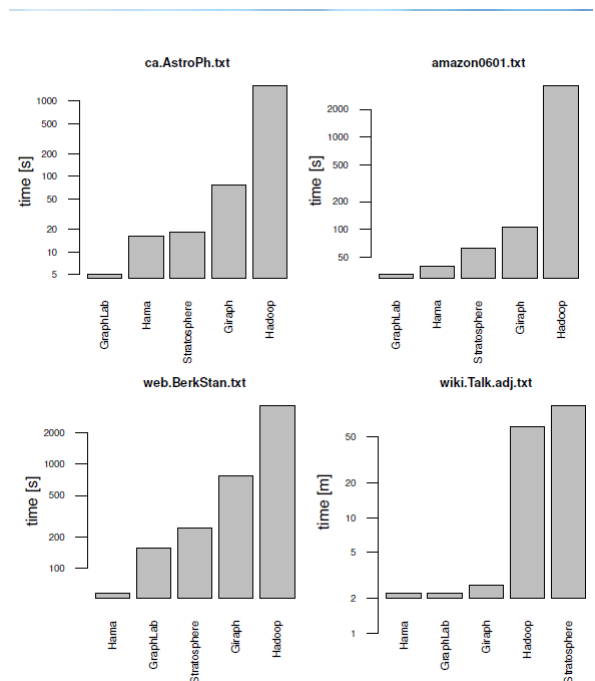 ca.AstroPh.txt
time [s]
1000
500
200
100
50
20
10
5
GraphLab
Hama
Stratosphere
Giraph
Hadoop
amazon0601.txt
time [s]
2000
1000
500
200
100
50
GraphLab
Hama
Stratosphere
Giraph
Hadoop
web.BerkStan.txt
time [s]
2000
1000
500
200
100
Hama
GraphLab
Stratosphere
Giraph
Hadoop
wiki.Talk.adj.txt
time [m]
50
20
10
5
2
1
Hama
GraphLab
Giraph
Hadoop
Stratosphere